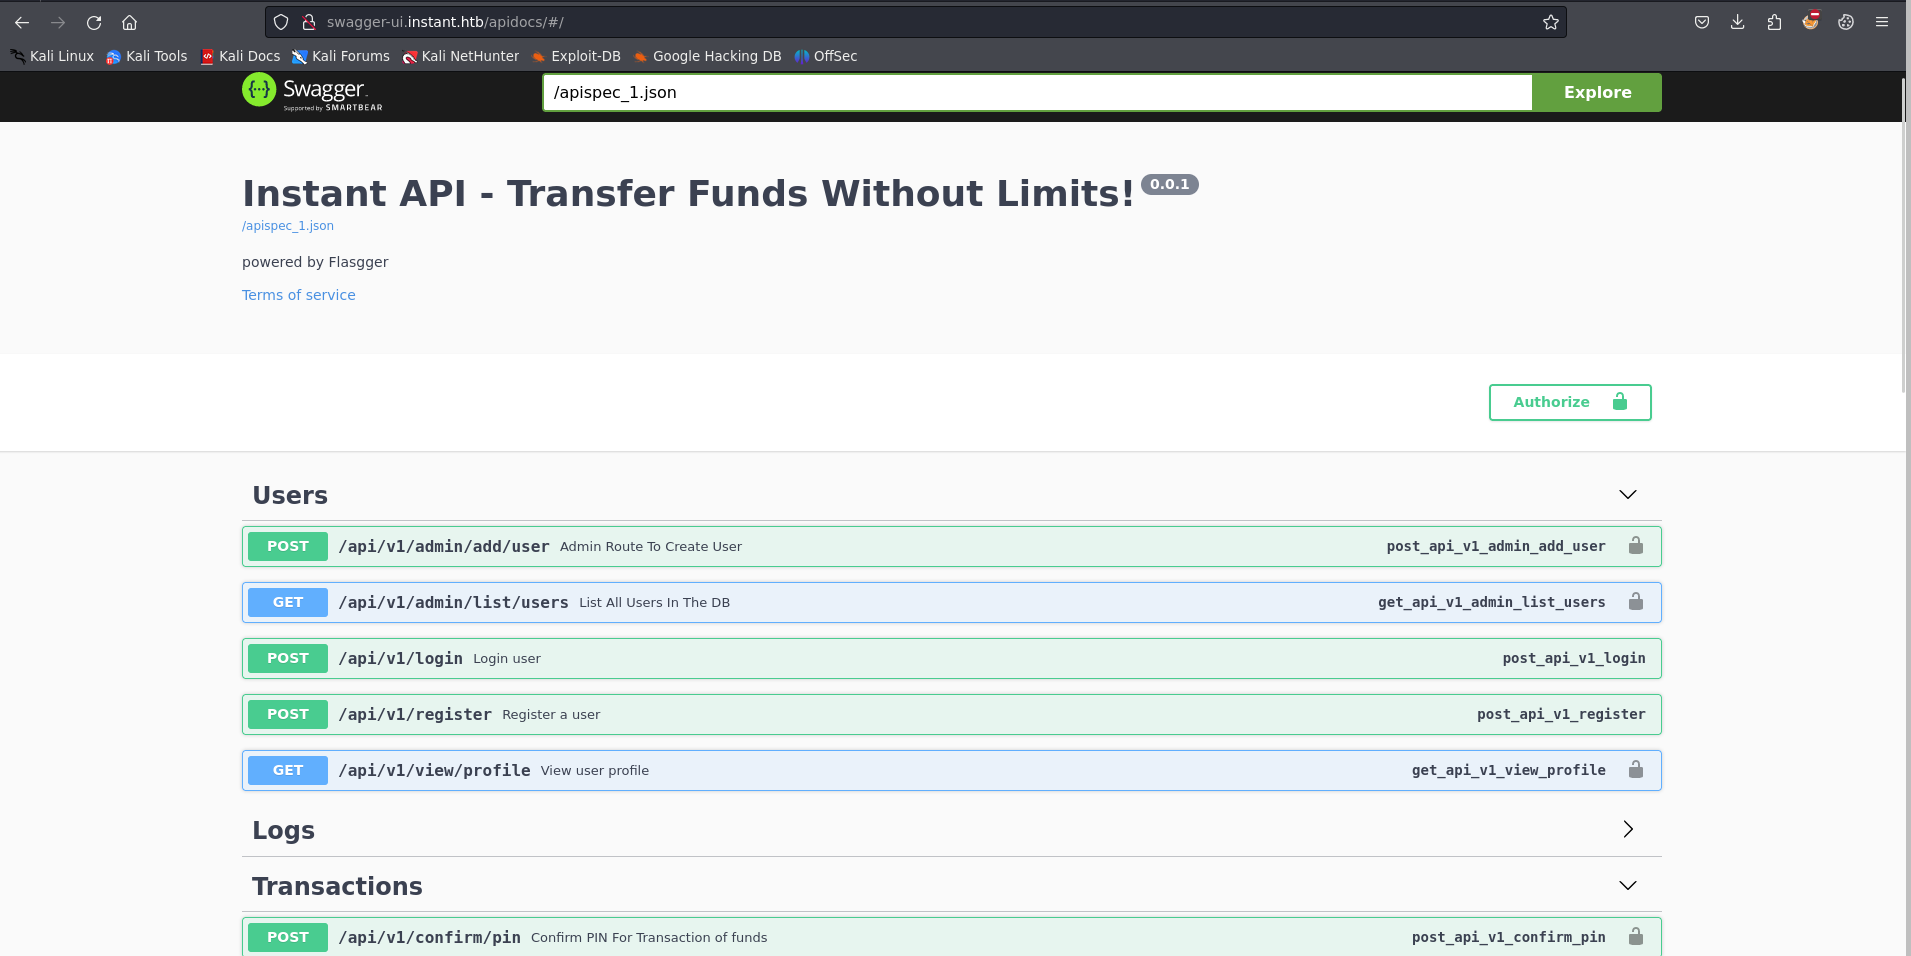 swagger-ui.instant.htb/apidocs/#/
Kali Linux Kali Tools Kali Docs Kali Forums Kali NetHunter Exploit-DB Google Hacking DB OffSec
Swagger
Supported by SMARTBEAR
/apispec_1.json Explore
Instant API - Transfer Funds Without Limits! 0.0.1
/apispec_1.json
powered by Flasgger
Terms of service
Authorize
Users
POST /api/v1/admin/add/user Admin Route To Create User post_api_v1_admin_add_user
GET /api/v1/admin/list/users List All Users In The DB get_api_v1_admin_list_users
POST /api/v1/login Login user post_api_v1_login
POST /api/v1/register Register a user post_api_v1_register
GET /api/v1/view/profile View user profile get_api_v1_view_profile
Logs
Transactions
POST /api/v1/confirm/pin Confirm PIN For Transaction of funds post_api_v1_confirm_pin